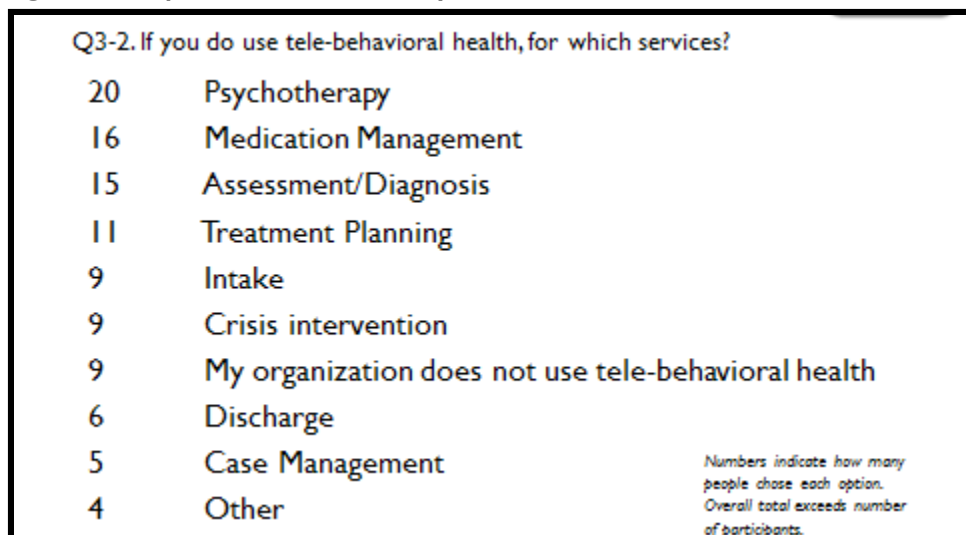 Q3-2. If you do use tele-behavioral health, for which services?
20 Psychotherapy
16 Medication Management
15 Assessment/Diagnosis
11 Treatment Planning
9 Intake
9 Crisis intervention
9 My organization does not use tele-behavioral health
6 Discharge
5 Case Management
4 Other
Numbers indicate how many
people chose each option.
Overall total exceeds number
of participants.